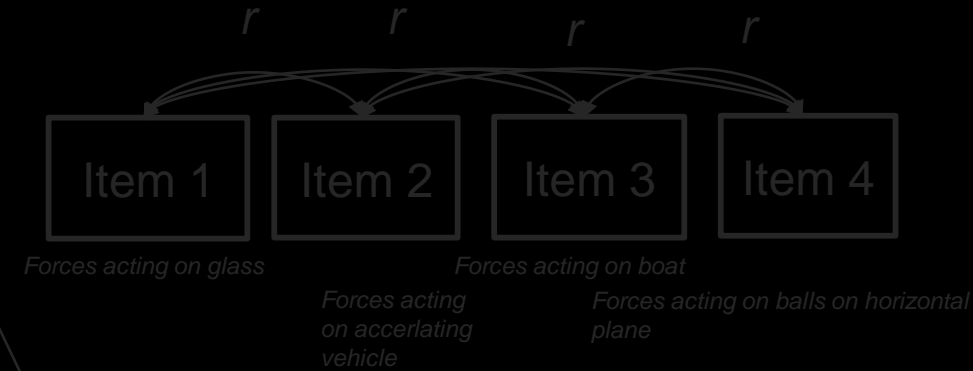 r r r r
Item 1 Item 2 Item 3 Item 4
Forces acting on glass
Forces acting
on accerlating
vehicle
Forces acting on boat
Forces acting on balls on horizontal
plane